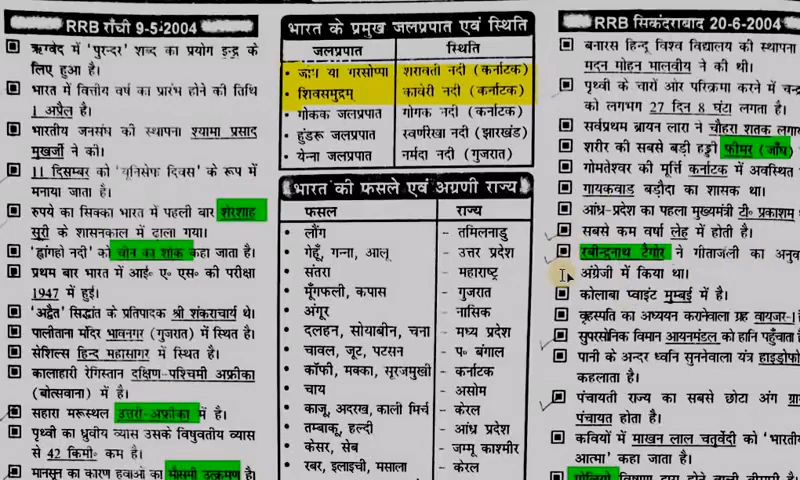 RRB राँची 9-5-2004
ऋग्वेद में 'पुरन्दर' शब्द का प्रयोग इन्द्र के
लिए हुआ है।
भारत में वित्तीय वर्ष का प्रारंभ होने की तिथि
1 अप्रैल है।
भारतीय जनसंघ की स्थापना श्यामा प्रसाद
मुखर्जी ने की।
11 दिसम्बर को 'यूनिसेफ दिवस' के रूप में
मनाया जाता है।
रुपये का सिक्का भारत में पहली बार शेरशाह
सूरी के शासनकाल में ढाला गया।
'ह्वांगहो नदी' को चीन का शोक कहा जाता है।
प्रथम बार भारत में आई॰ ए॰ एस॰ की परीक्षा
1947 में हुई।
'अद्वैत' सिद्धांत के प्रतिपादक श्री शंकराचार्य थे।
पालीताना मंदिर भावनगर (गुजरात) में स्थित है।
सेशिल्स हिन्द महासागर में स्थित है।
कालाहारी रेगिस्तान दक्षिण-पश्चिमी अफ्रीका
(बोत्सवाना) में है।
सहारा मरूस्थल उत्तरी-अफ्रीका में है।
पृथ्वी का ध्रुवीय व्यास उसके विषुवतीय व्यास
से 42 किमी॰ कम है।
मानसून का कारण हवाओं का मौसमी उत्क्रमण है।
भारत के प्रमुख जलप्रपात एवं स्थिति
जलप्रपात स्थिति
• या गरसोप्पा शरावती नदी (कर्नाटक)
• शिवसमुद्रम् कावेरी नदी (कर्नाटक)
• गोकक जलप्रपात गोगक नदी (कर्नाटक)
• हुंडरू जलप्रपात स्वर्णरेखा नदी (झारखंड)
• येन्ना जलप्रपात नर्मदा नदी (गुजरात)
भारत की फसले एवं अग्रणी राज्य
फसल राज्य
• लौंग - तमिलनाडु
• गेहूँ, गन्ना, आलू - उत्तर प्रदेश
• संतरा - महाराष्ट्र
• मूँगफली, कपास - गुजरात
• अंगूर - नासिक
• दलहन, सोयाबीन, चना - मध्य प्रदेश
• चावल, जूट, पटसन - प॰ बंगाल
• कॉफी, मक्का, सूरजमुखी - कर्नाटक
• चाय - असोम
• काजू, अदरख, काली मिर्च - केरल
• तम्बाकू, हल्दी - आंध्र प्रदेश
• केसर, सेब - जम्मू काश्मीर
• रबर, इलाइची, मसाला - केरल
RRB सिकंदराबाद 20-6-2004
बनारस हिन्दू विश्व विद्यालय की स्थापना
मदन मोहन मालवीय ने की थी।
पृथ्वी के चारों ओर परिक्रमा करने में
को लगभग 27 दिन 8 घंटा लगता है।
सर्वप्रथम ब्रायन लारा ने चौहरा शतक
शरीर की सबसे बड़ी हड्डी फीमर (जाँघ)
गोमतेश्वर की मूर्त्ति कर्नाटक में अवस्थित
गायकवाड बड़ौदा का शासक था।
आंध्र-प्रदेश का पहला मुख्यमंत्री टी॰ प्रकाशम
सबसे कम वर्षा लेह में होती है।
रबीन्द्रनाथ टैगोर ने गीतांजली का
अंग्रेजी में किया था।
कोलाबा प्वाइंट मुम्बई में है।
वृहस्पति का अध्ययन करानेवाला ग्रह वायजर-I
सुपरसेनिक विमान आयनमंडल को हानि पहुँचाता
पानी के अन्दर ध्वनि सुननेवाला यंत्र हाइड्रोफो
कहलाता है।
पंचायती राज्य का सबसे छोटा अंग ग्रा
पंचायत होता है।
कवियों में माखन लाल चतुर्वेदी को 'भारतीय
आत्मा' कहा जाता है।